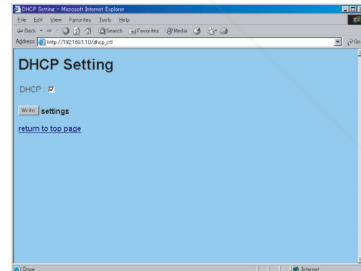 DHCP Setting - Microsoft Internet Explorer
File Edit View Favorites Tools Help
Back Search Favorites Media
Address http://192.168.1.10/dhcp_ctl Go
DHCP Setting
DHCP
Write settings
return to top page
Done Internet